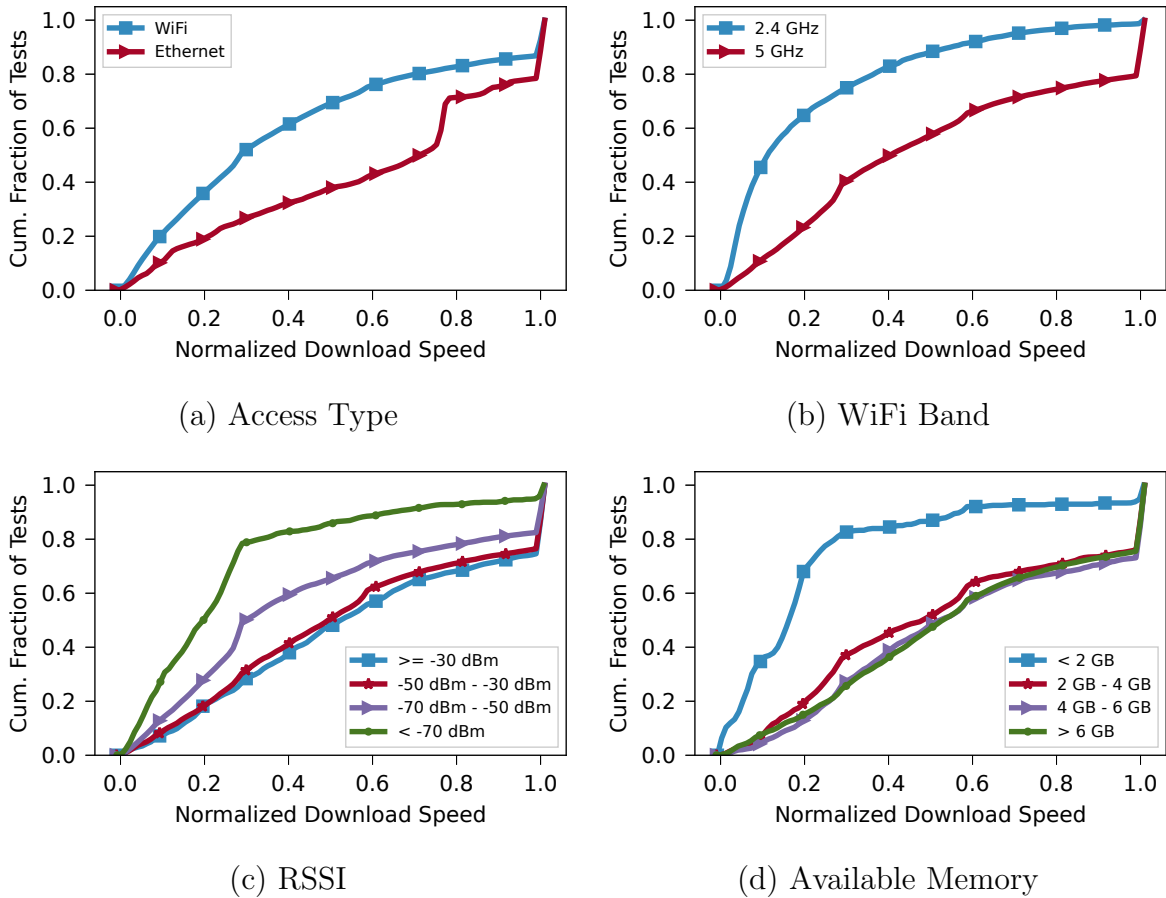 Cum. Fraction of Tests
1.0
0.8
0.6
0.4
0.2
0.0
WiFi
Ethernet
0.0 0.2 0.4 0.6 0.8 1.0
Normalized Download Speed
(a) Access Type
Cum. Fraction of Tests
1.0
0.8
0.6
0.4
0.2
0.0
2.4 GHz
5 GHz
0.0 0.2 0.4 0.6 0.8 1.0
Normalized Download Speed
(b) WiFi Band
Cum. Fraction of Tests
1.0
0.8
0.6
0.4
0.2
0.0
>= -30 dBm
-50 dBm - -30 dBm
-70 dBm - -50 dBm
< -70 dBm
0.0 0.2 0.4 0.6 0.8 1.0
Normalized Download Speed
(c) RSSI
Cum. Fraction of Tests
1.0
0.8
0.6
0.4
0.2
0.0
< 2 GB
2 GB - 4 GB
4 GB - 6 GB
> 6 GB
0.0 0.2 0.4 0.6 0.8 1.0
Normalized Download Speed
(d) Available Memory